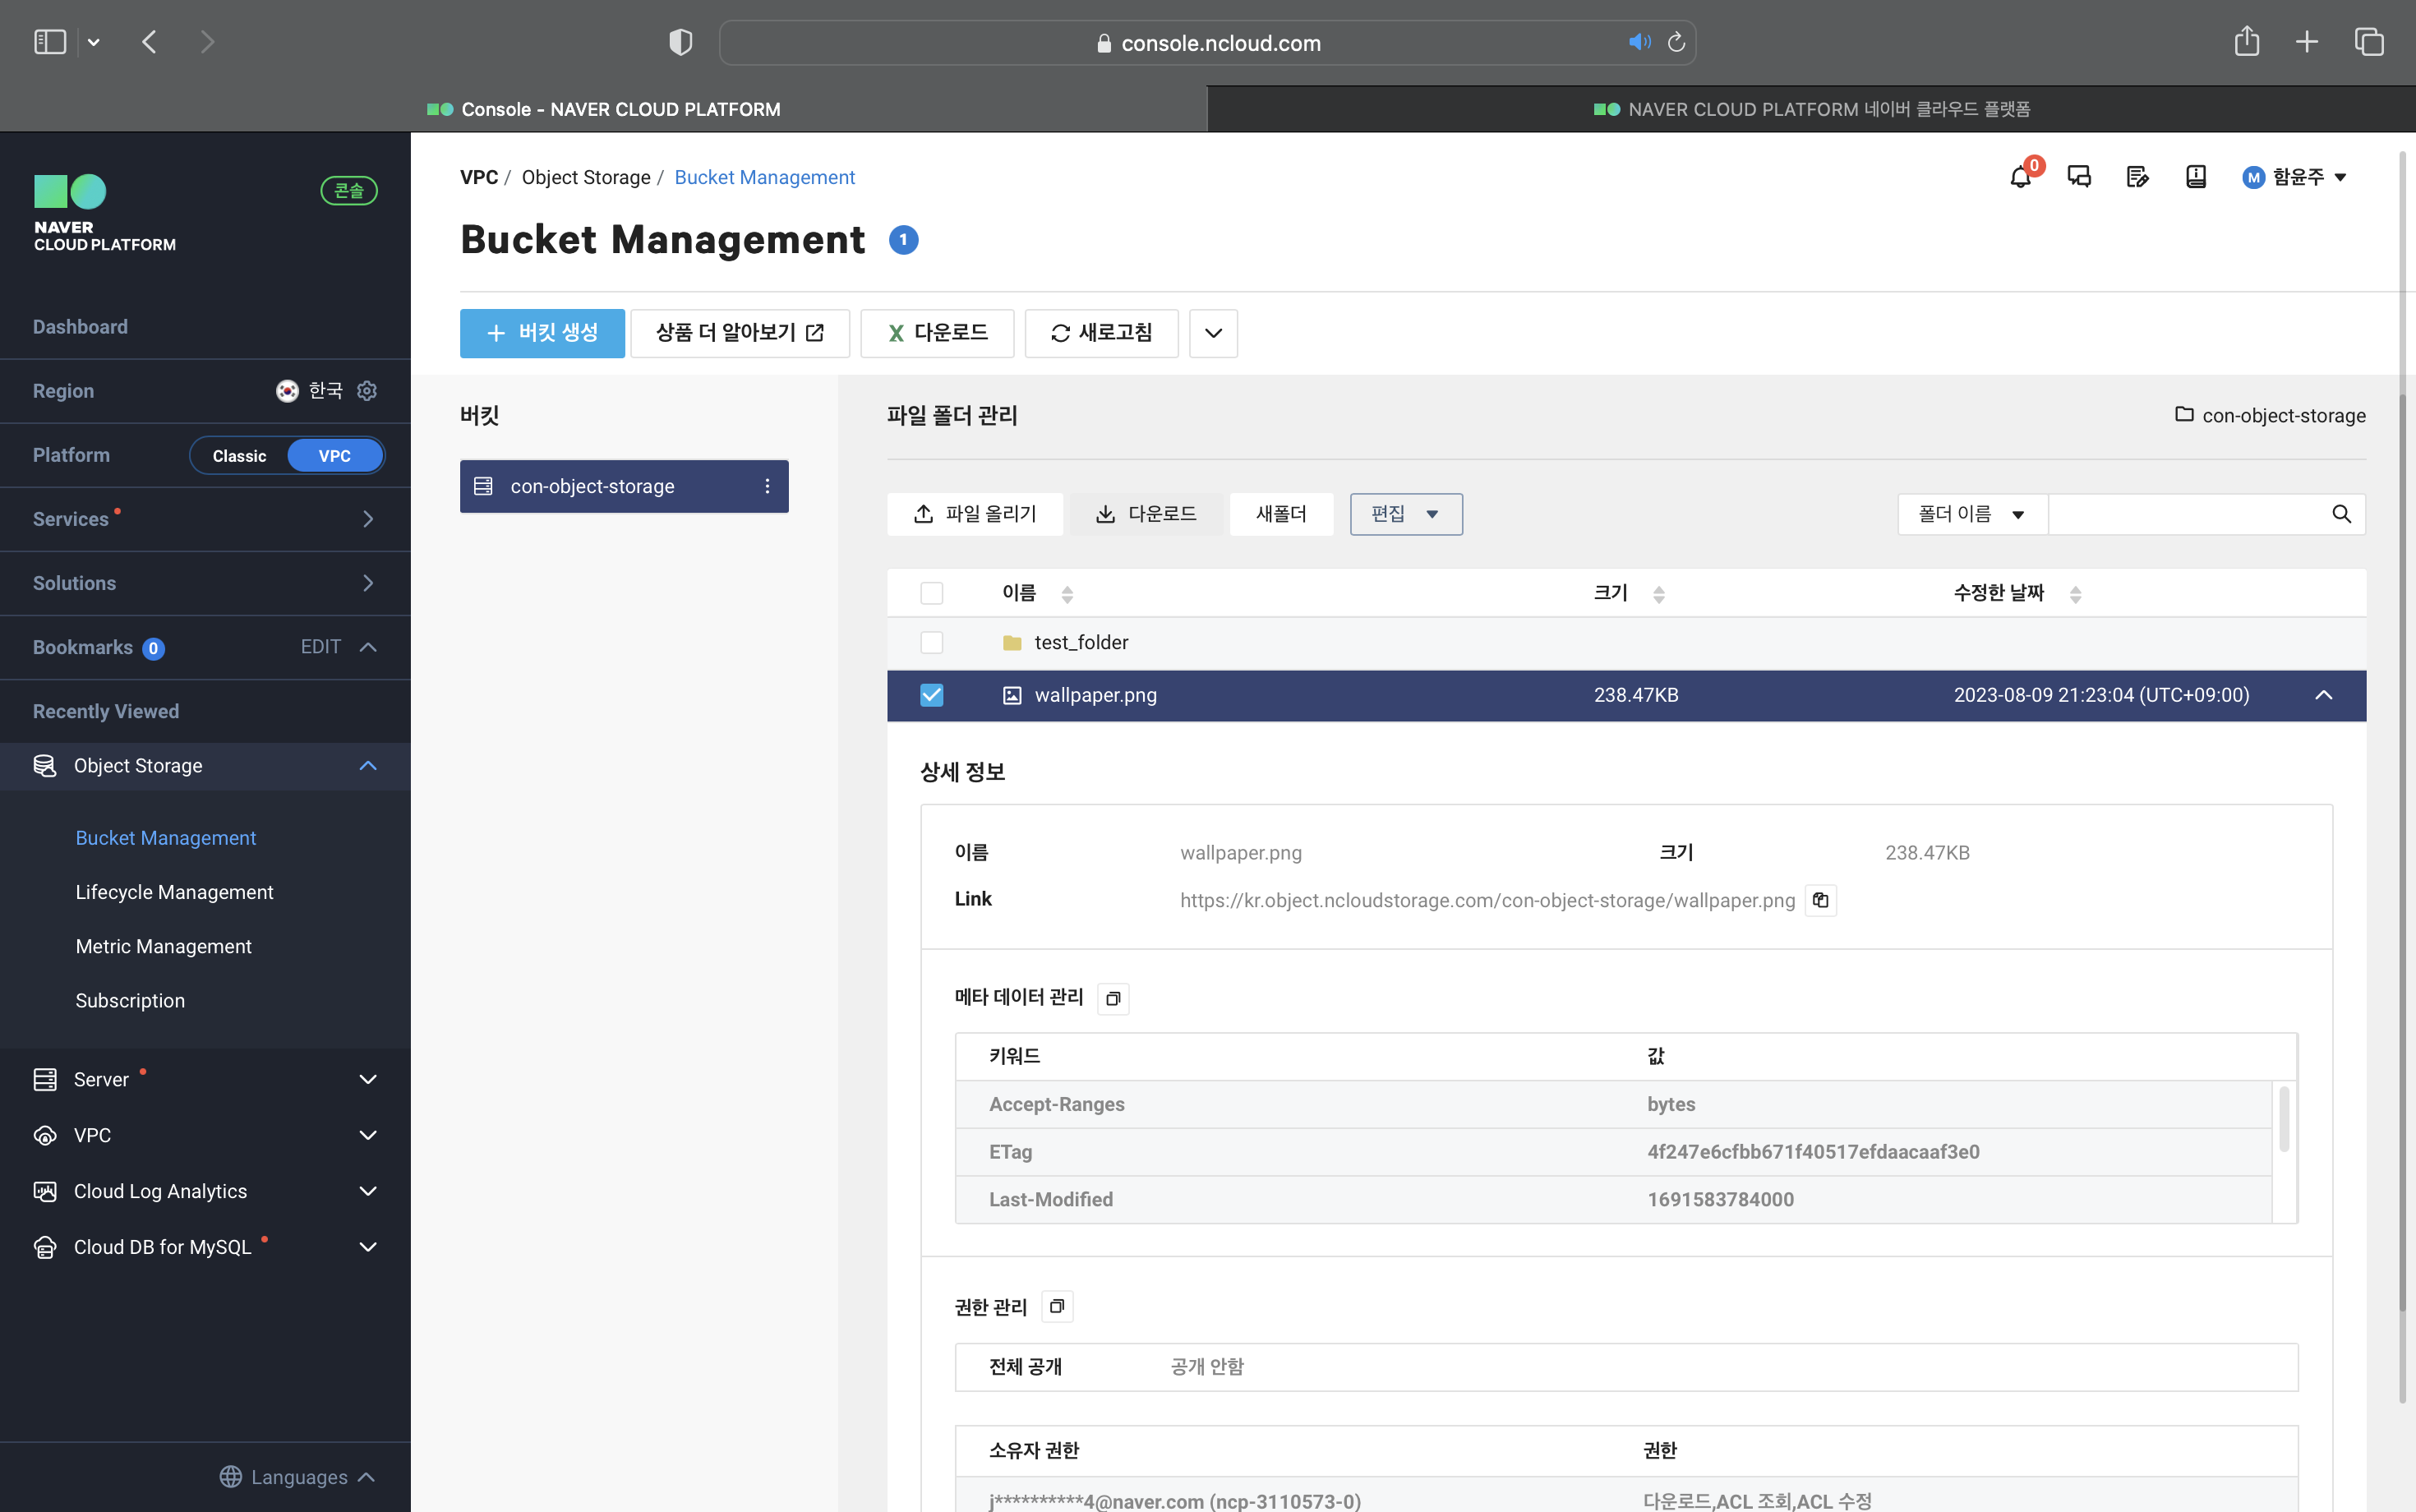 console.ncloud.com
Console - NAVER CLOUD PLATFORM
NAVER CLOUD PLATFORM 네이버 클라우드 플랫폼
NAVER
CLOUD PLATFORM
콘솔
Dashboard
Region
한국
Platform
Classic
VPC
Services
Solutions
Bookmarks 0
EDIT
Recently Viewed
Object Storage
Bucket Management
Lifecycle Management
Metric Management
Subscription
Server
VPC
Cloud Log Analytics
Cloud DB for MySQL
Languages
VPC / Object Storage / Bucket Management
0
M 함윤주
Bucket Management 1
버킷 생성
상품 더 알아보기
X 다운로드
새로고침
버킷
con-object-storage
파일 폴더 관리
con-object-storage
파일 올리기
다운로드
새폴더
편집
폴더 이름
이름 크기 수정한 날짜
test_folder
wallpaper.png 238.47KB 2023-08-09 21:23:04 (UTC+09:00)
상세 정보
이름 wallpaper.png 크기 238.47KB
Link https://kr.object.ncloudstorage.com/con-object-storage/wallpaper.png
메타 데이터 관리
키워드 값
Accept-Ranges bytes
ETag 4f247e6cfbb671f40517efdaacaaf3e0
Last-Modified 1691583784000
권한 관리
전체 공개 공개 안함
소유자 권한 권한
j**********4@naver.com (ncp-3110573-0) 다운로드,ACL 조회,ACL 수정